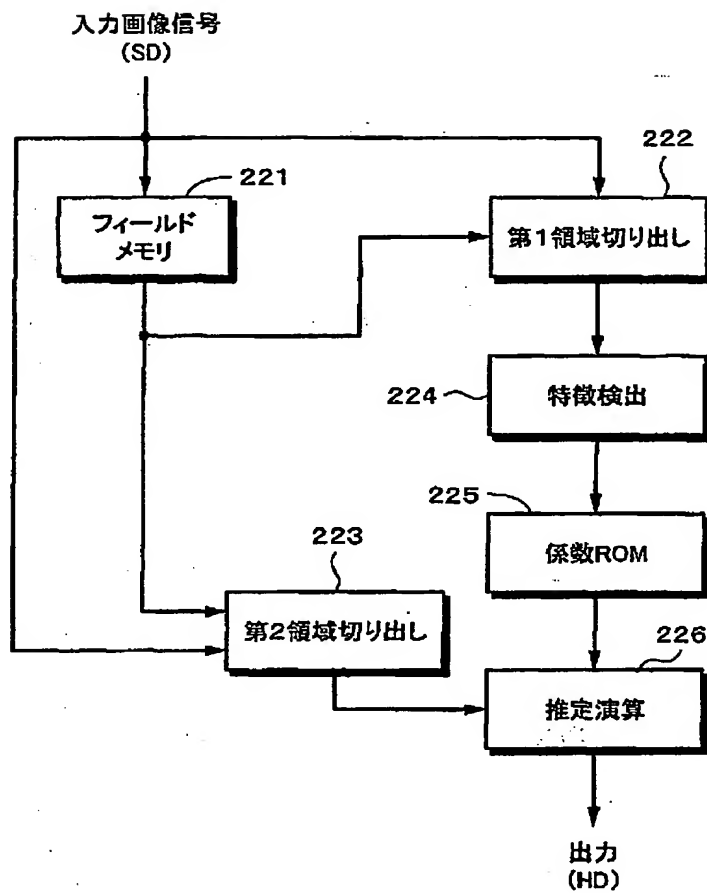 入力画像信号
(SD)
222
221
フィールド
メモリ
第1領域切り出し
224
特徴検出
225
係数ROM
223
第2領域切り出し
226
推定演算
出力
(HD)